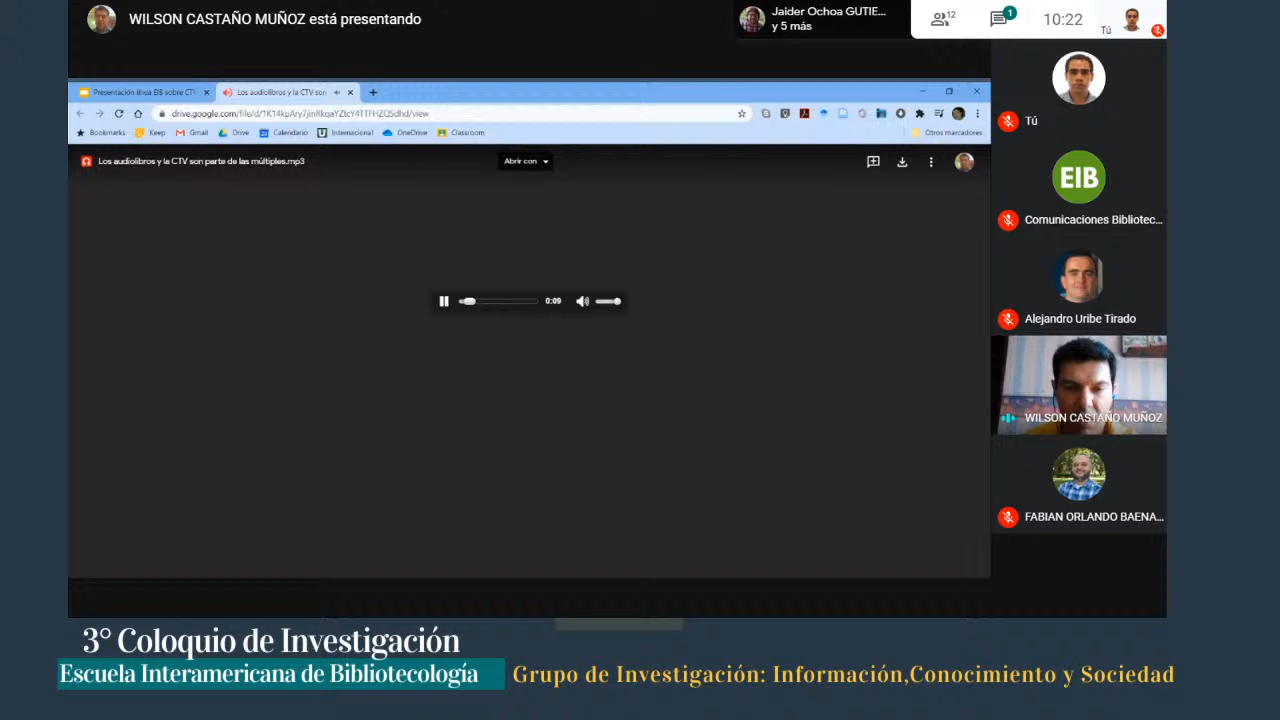 WILSON CASTAÑO MUÑOZ está presentando
Jaider Ochoa GUTIE...
y 5 más
12
1
10:22
Tú
Presentación línea EIB sobre CTV
Los audiolibros y la CTV son
drive.google.com/file/d/
/view
Bookmarks Keep Gmail Drive Calendario Internacional OneDrive Classroom Otros marcadores
Los audiolibros y la CTV son parte de las múltiples.mp3
Abrir con
0:09
Tú
EIB
Comunicaciones Bibliotec...
Alejandro Uribe Tirado
WILSON CASTAÑO MUÑOZ
FABIAN ORLANDO BAENA...
3° Coloquio de Investigación
Escuela Interamericana de Bibliotecología
Grupo de Investigación: Información,Conocimiento y Sociedad